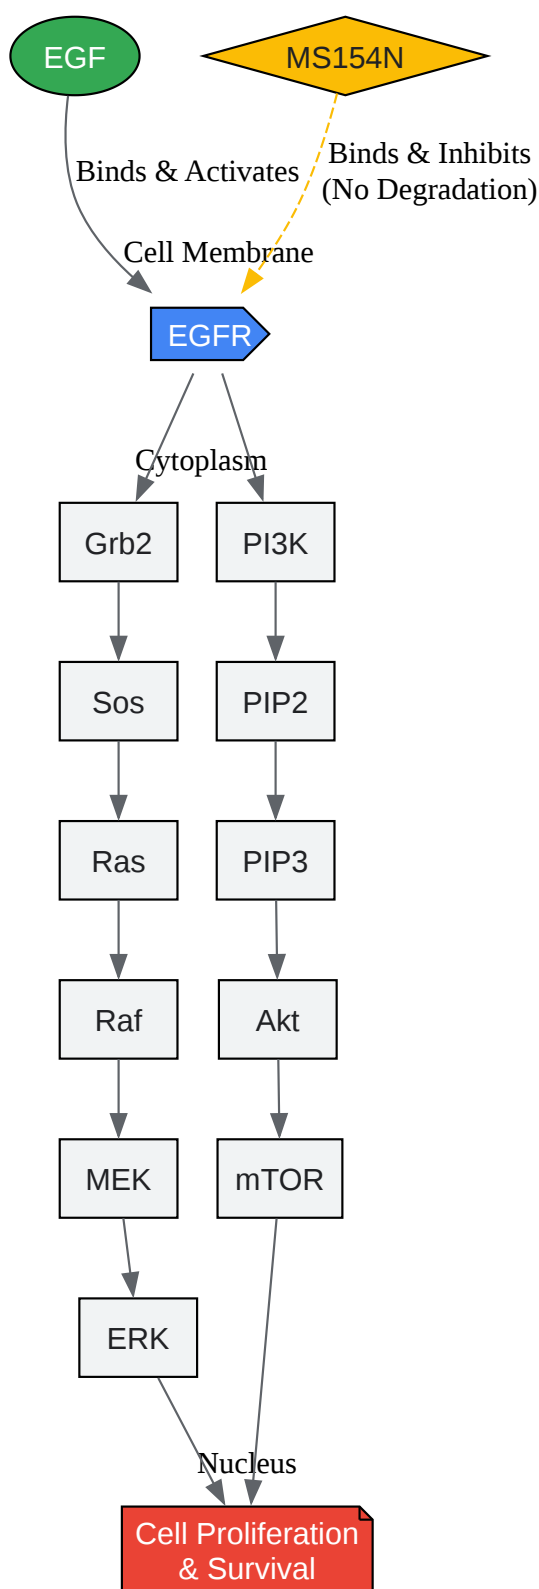 EGF
MS154N
Binds & Activates
Binds & Inhibits
(No Degradation)
Cell Membrane
EGFR
Cytoplasm
Grb2
PI3K
Sos
PIP2
Ras
PIP3
Raf
Akt
MEK
mTOR
ERK
Nucleus
Cell Proliferation
& Survival